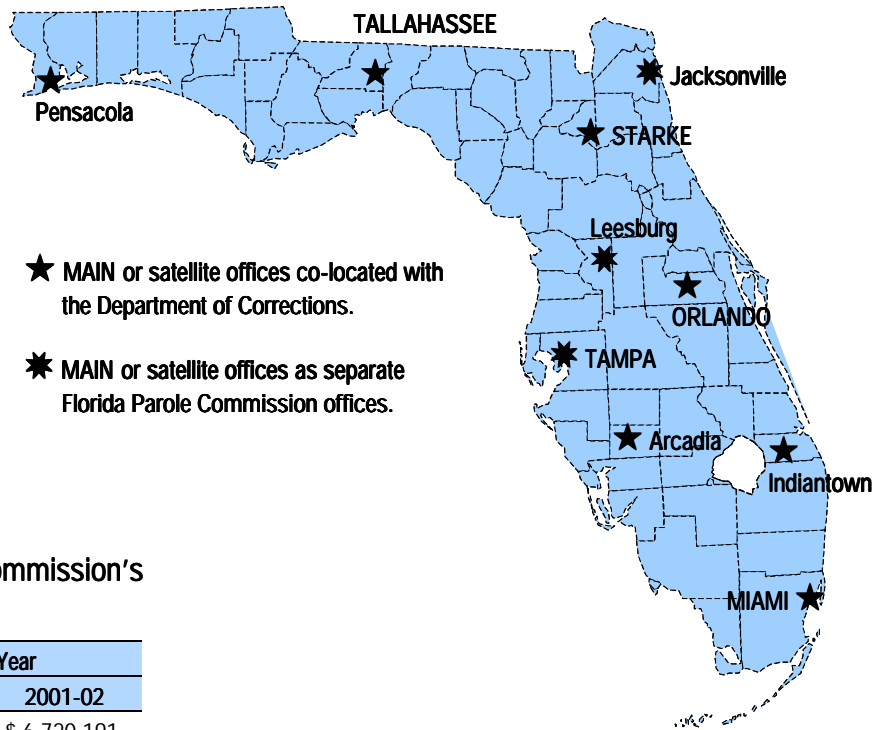 TALLAHASSEE
Jacksonville
Pensacola
STARKE
Leesburg
MAIN or satellite offices co-located with
the Department of Corrections.
ORLANDO
MAIN or satellite offices as separate
Florida Parole Commission offices.
TAMPA
Arcadia
Indiantown
ommission's
MIAMI
Year
2001-02